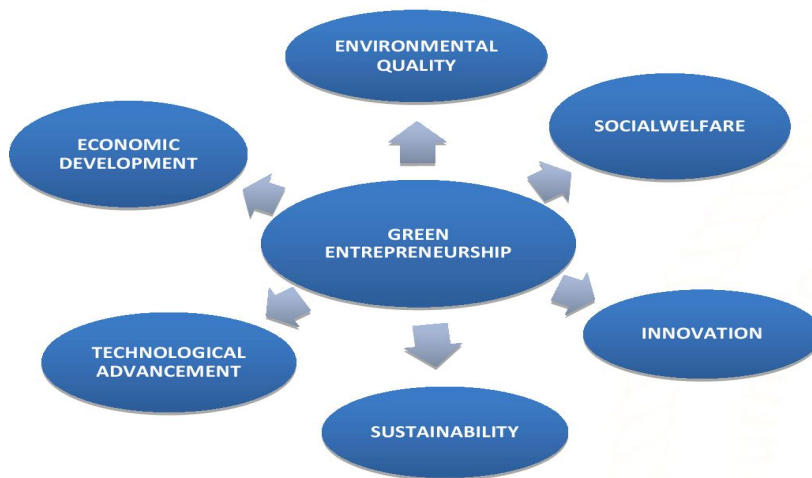 ENVIRONMENTAL
QUALITY
SOCIALWELFARE
ECONOMIC
DEVELOPMENT
GREEN
ENTREPRENEURSHIP
INNOVATION
TECHNOLOGICAL
ADVANCEMENT
SUSTAINABILITY